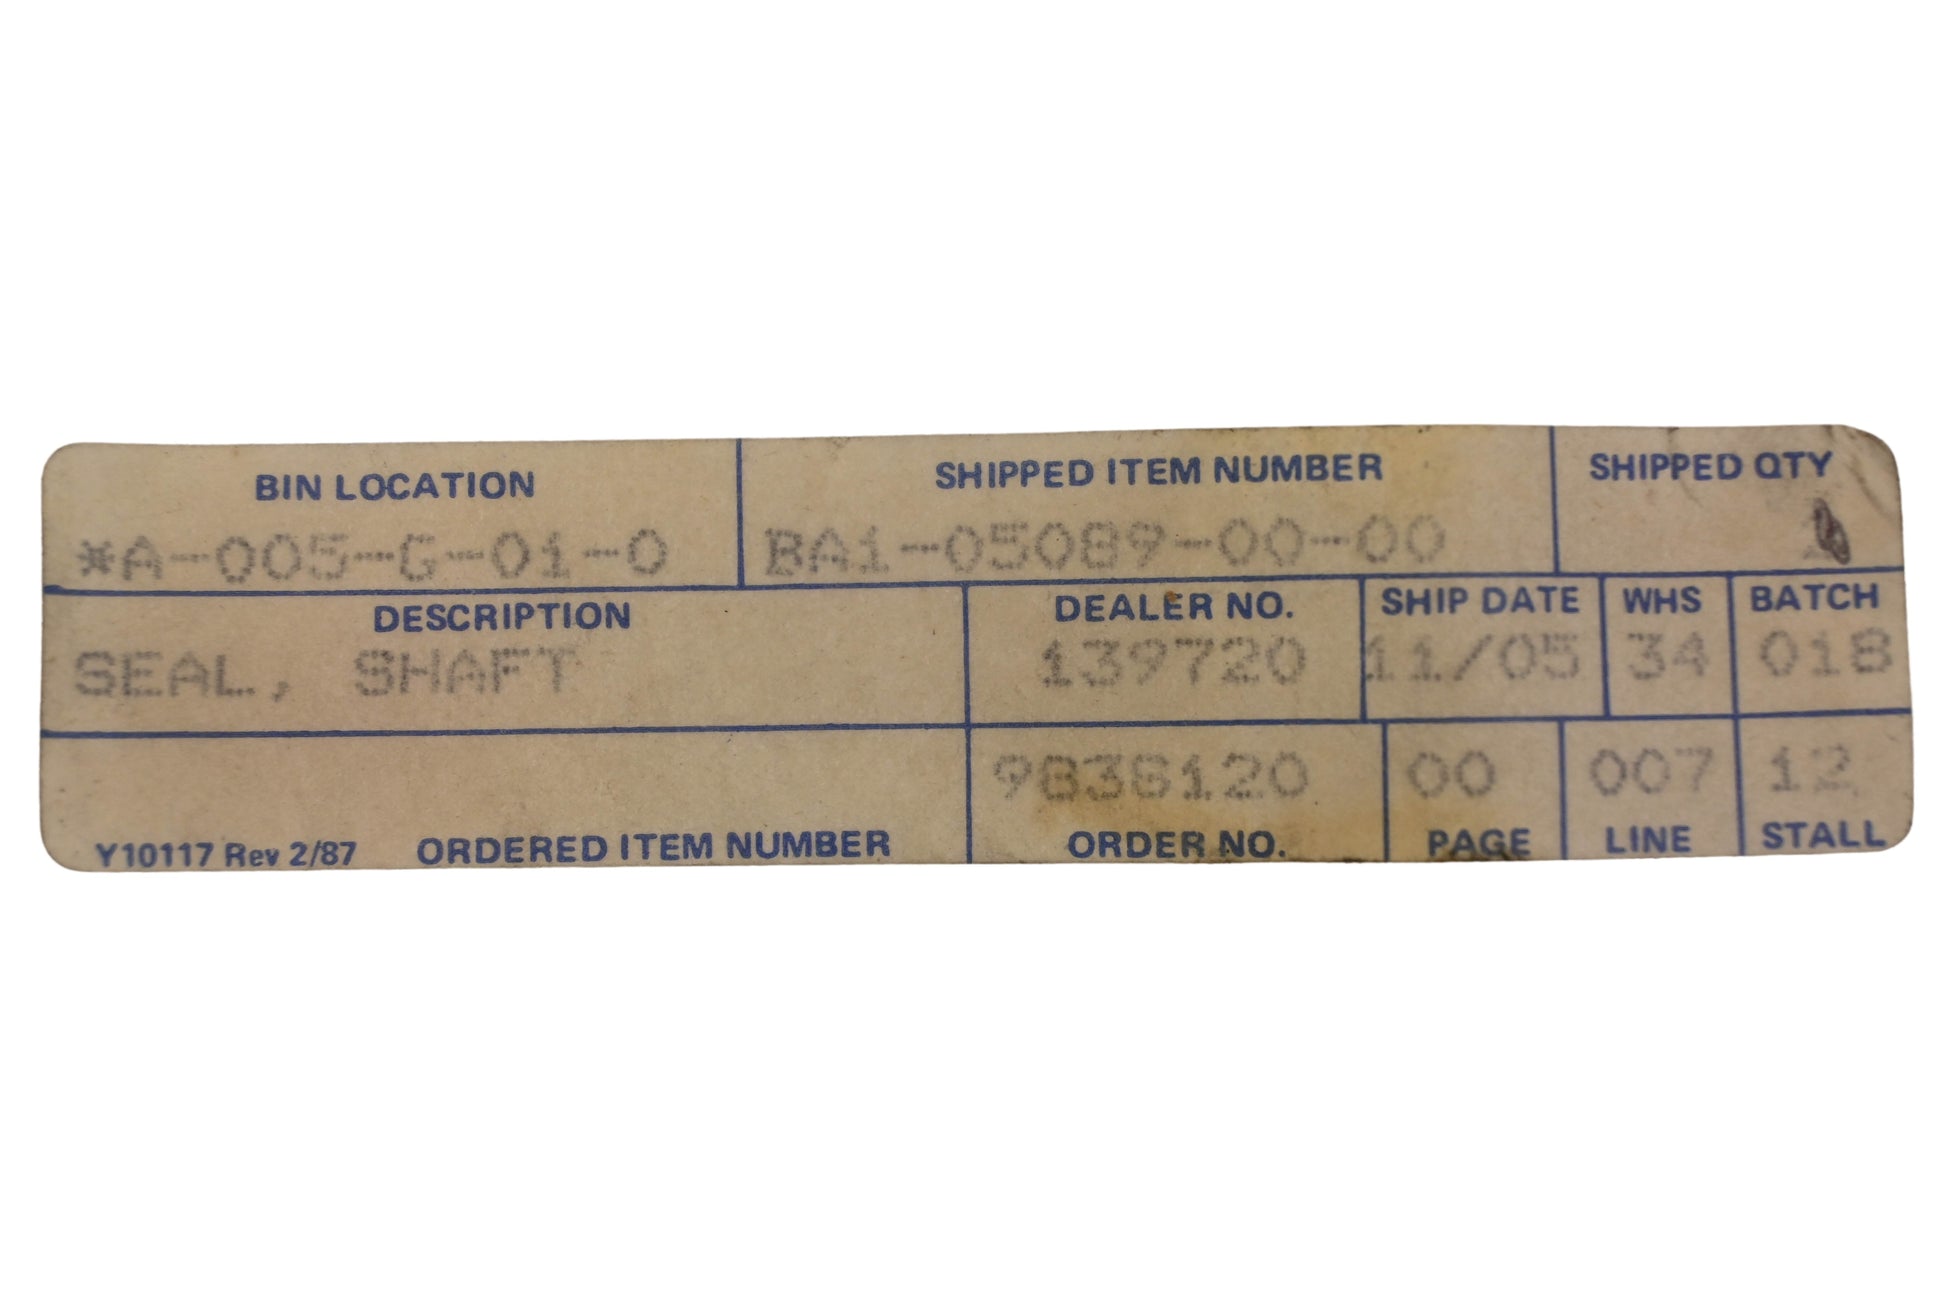 BIN LOCATION SHIPPED ITEM NUMBER SHIPPED QTY
*A-005-G-01-0 BA1-05089-00-00
DESCRIPTION DEALER NO. SHIP DATE WHS BATCH
SEAL, SHAFT 139720 11/05 34 018
9838120 00 007 12
Y10117 Rev 2/87 ORDERED ITEM NUMBER ORDER NO. PAGE LINE STALL